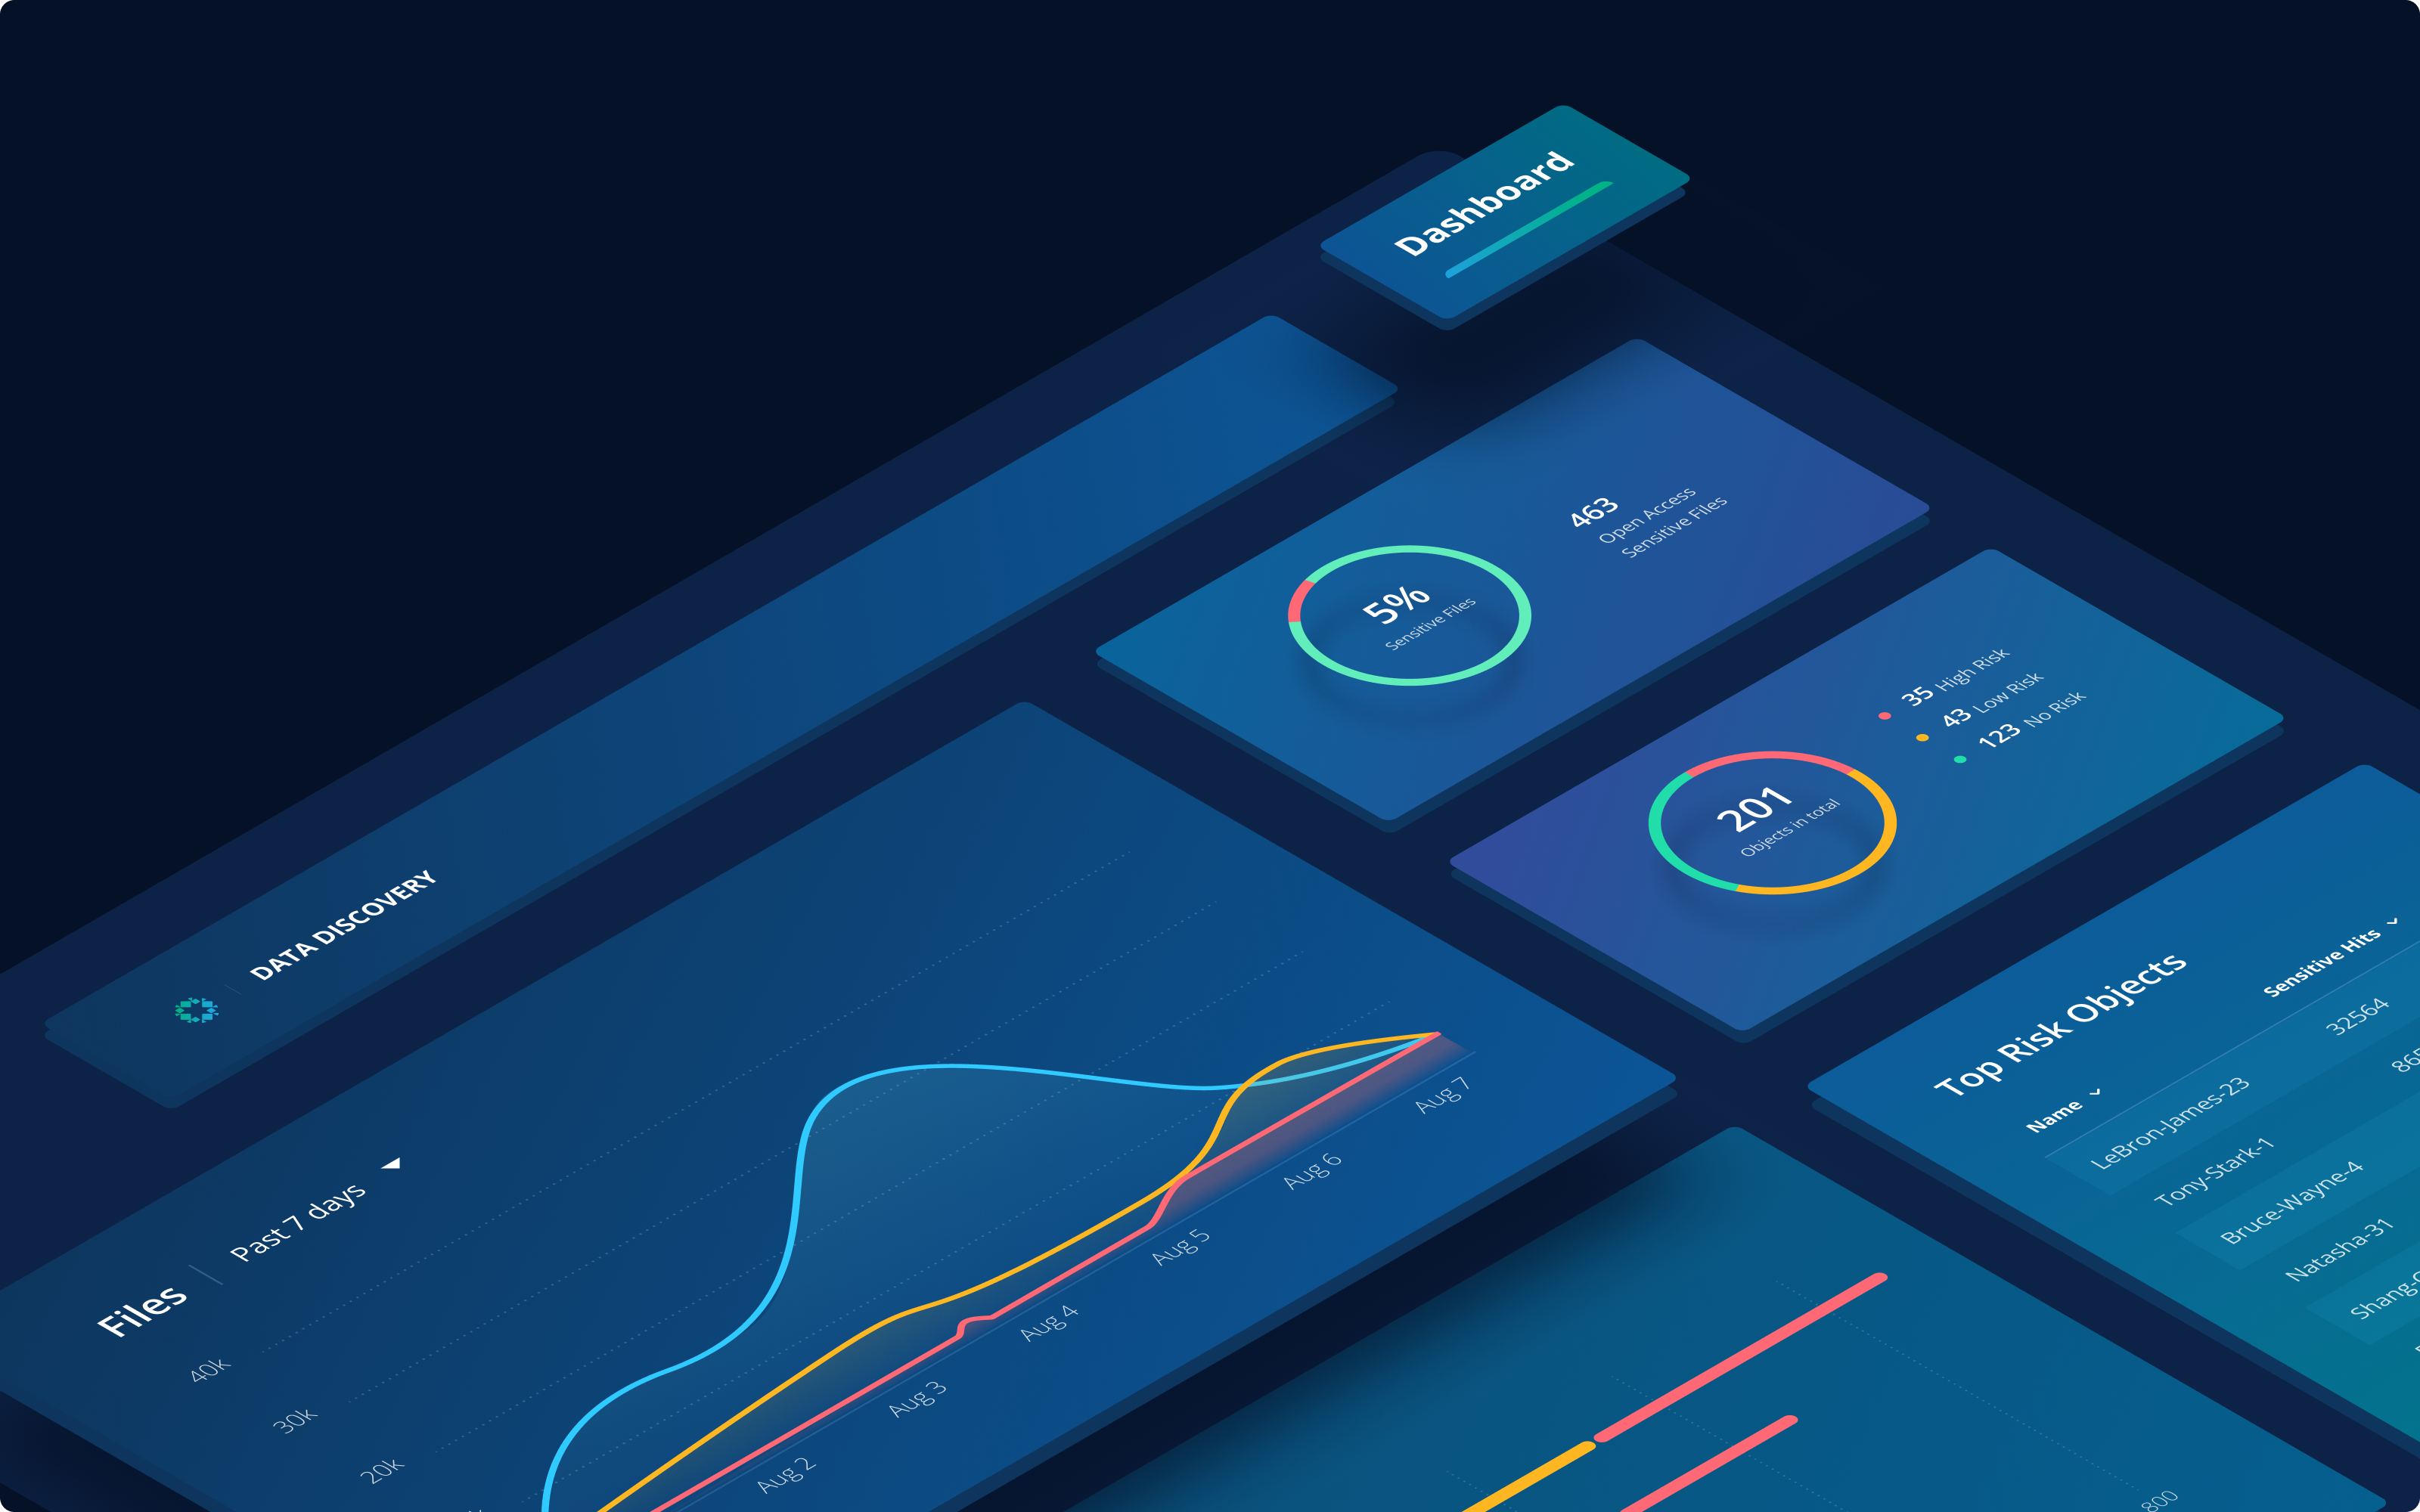 Dashboard
DATA DISCOVERY
5%
Sensitive Files
463
Open Access
Sensitive Files
201
Objects in total
35 High Risk
43 Low Risk
123 No Risk
Files
Past 7 days
40k
30k
20k
Aug 2
Aug 3
Aug 4
Aug 5
Aug 6
Aug 7
Top Risk Objects
Name
Sensitive Hits
LeBron-James-23
32564
Tony-Stark-1
Bruce-Wayne-4
Natasha-31
800